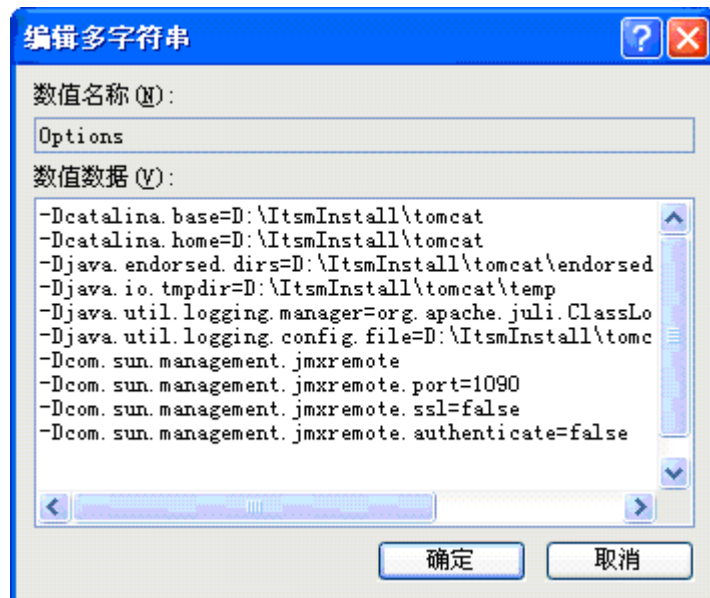 编辑多字符串
数值名称(N):
Options
数值数据(V):
-Dcatalina.base=D:\ItsmInstall\tomcat
-Dcatalina.home=D:\ItsmInstall\tomcat
-Djava.endorsed.dirs=D:\ItsmInstall\tomcat\endorsed
-Djava.io.tmpdir=D:\ItsmInstall\tomcat\temp
-Djava.util.logging.manager=org.apache.juli.ClassLo
-Djava.util.logging.config.file=D:\ItsmInstall\tomc
-Dcom.sun.management.jmxremote
-Dcom.sun.management.jmxremote.port=1090
-Dcom.sun.management.jmxremote.ssl=false
-Dcom.sun.management.jmxremote.authenticate=false
确定 取消